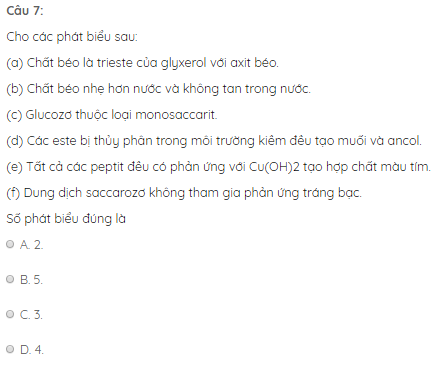 Câu 7:
Cho các phát biểu sau:
(a) Chất béo là trieste của glyxerol với axit béo.
(b) Chất béo nhẹ hơn nước và không tan trong nước.
(c) Glucozơ thuộc loại monosaccarit.
(d) Các este bị thủy phân trong môi trường kiềm đều tạo muối và ancol.
(e) Tất cả các peptit đều có phản ứng với Cu(OH)2 tạo hợp chất màu tím.
(f) Dung dịch saccarozơ không tham gia phản ứng tráng bạc.
Số phát biểu đúng là
A. 2.
B. 5.
C. 3.
D. 4.